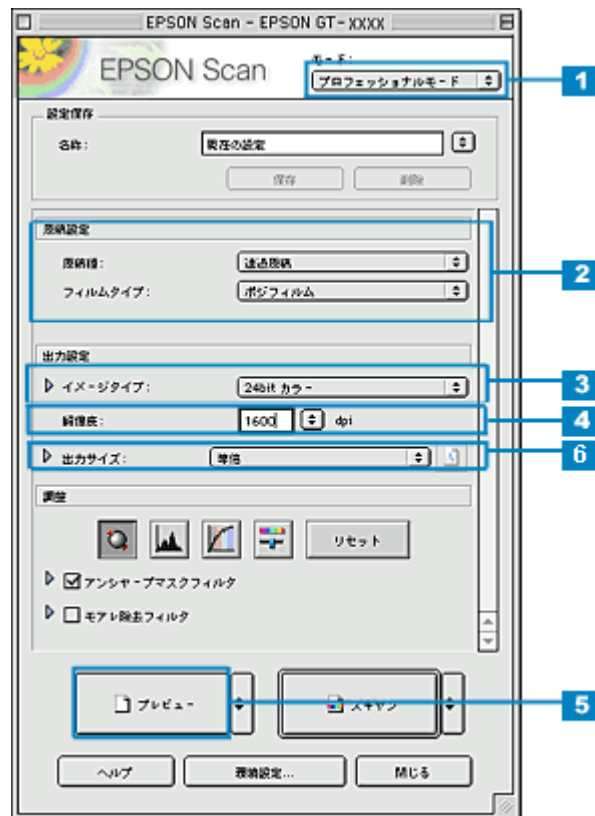 EPSON Scan - EPSON GT-XXXX
EPSON Scan
モード:
プロフェッショナルモード
1
設定保存
名称:
現在の設定
保存
削除
原稿設定
原稿種:
透過原稿
フィルムタイプ:
ポジフィルム
2
出力設定
イメージタイプ:
24bit カラー
3
解像度:
1600
dpi
4
出力サイズ:
等倍
6
調整
リセット
アンシャープマスクフィルタ
モアレ除去フィルタ
プレビュー
スキャン
5
ヘルプ
環境設定...
閉じる